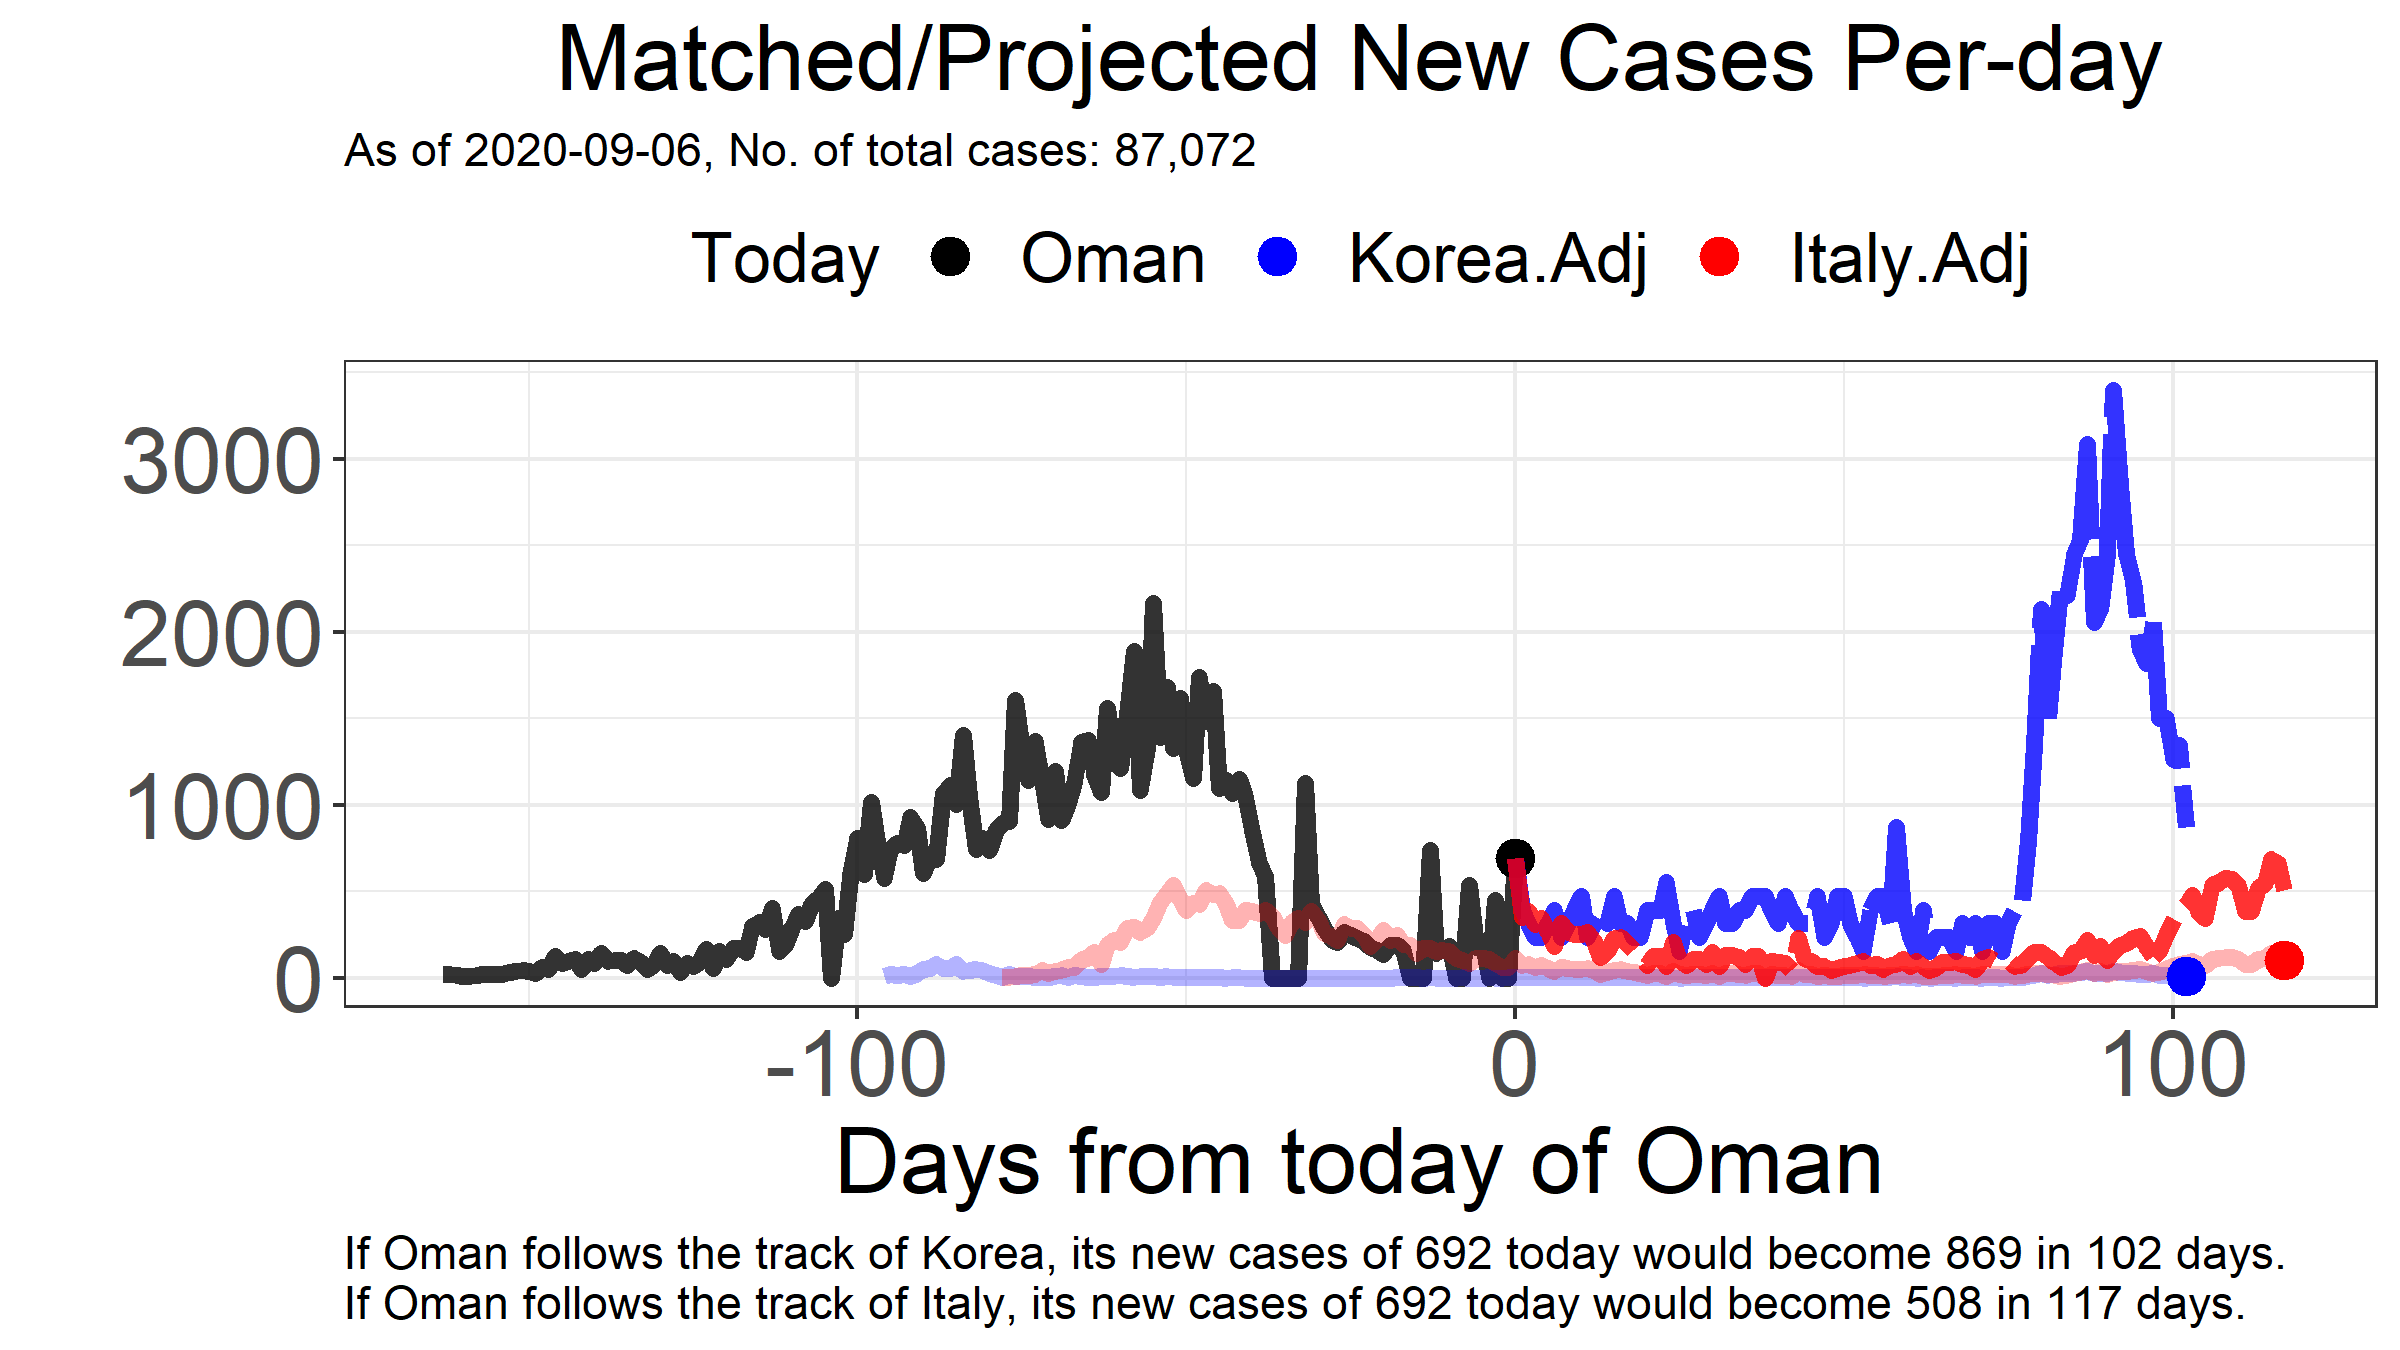 Matched/Projected New Cases Per-day
As of 2020-09-06, No. of total cases: 87,072
Today Oman Korea.Adj Italy.Adj
3000
2000
1000
0
-100 0 100
Days from today of Oman
If Oman follows the track of Korea, its new cases of 692 today would become 869 in 102 days.
If Oman follows the track of Italy, its new cases of 692 today would become 508 in 117 days.